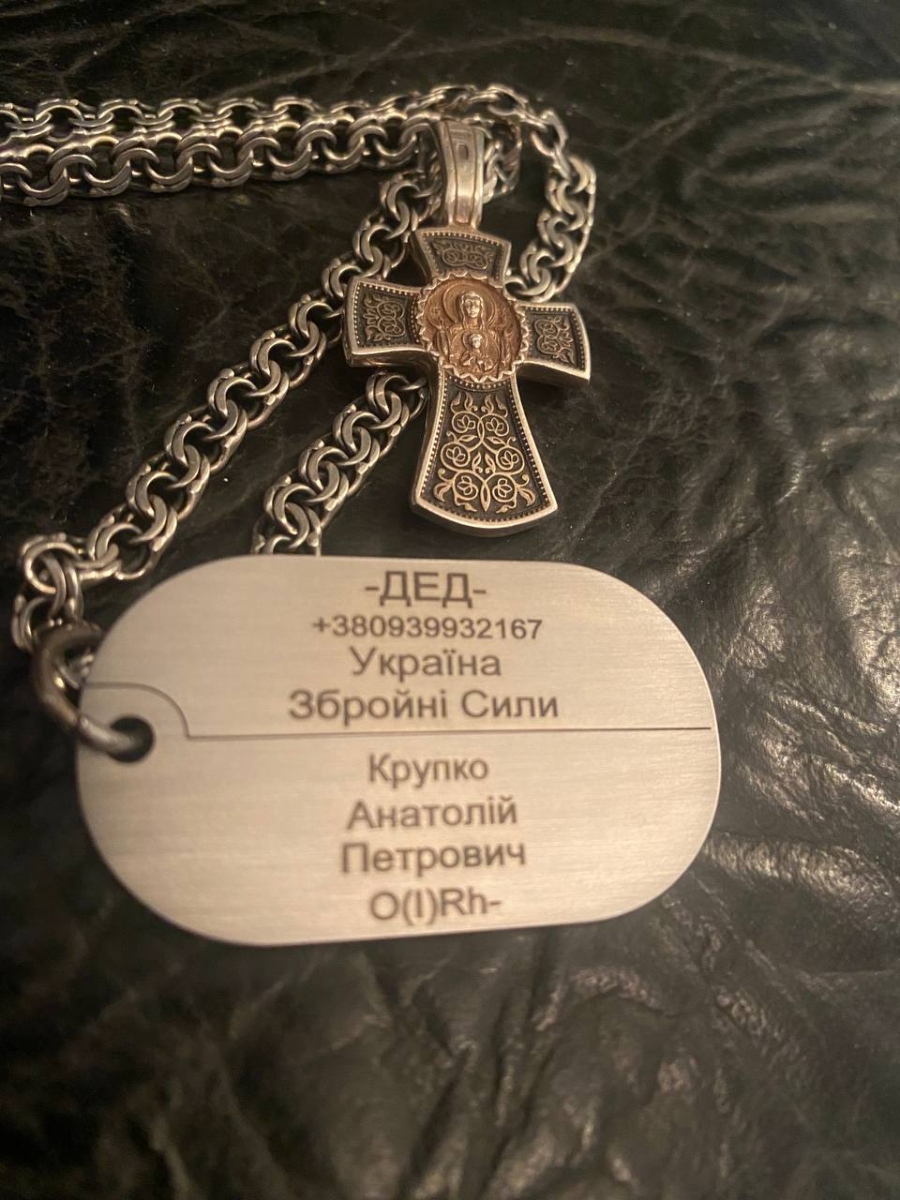 -ДЕД-
+380939932167
Україна
Збройні Сили
Крупко
Анатолій
Петрович
O(I)Rh-